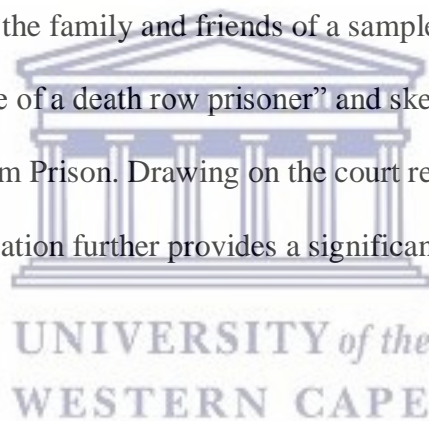 the family and friends of a sample
e of a death row prisoner” and ske
m Prison. Drawing on the court re
ation further provides a significan
UNIVERSITY of the
WESTERN CAPE